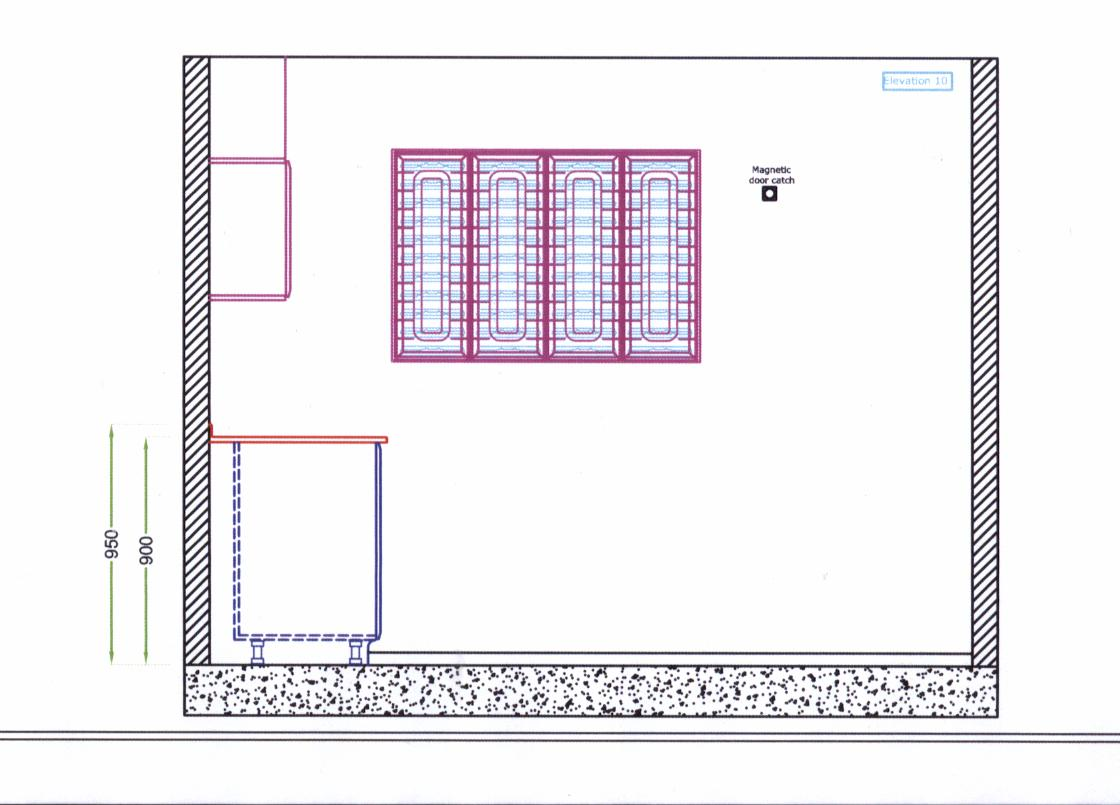 Elevation 10
Magnetic
door catch
950
900